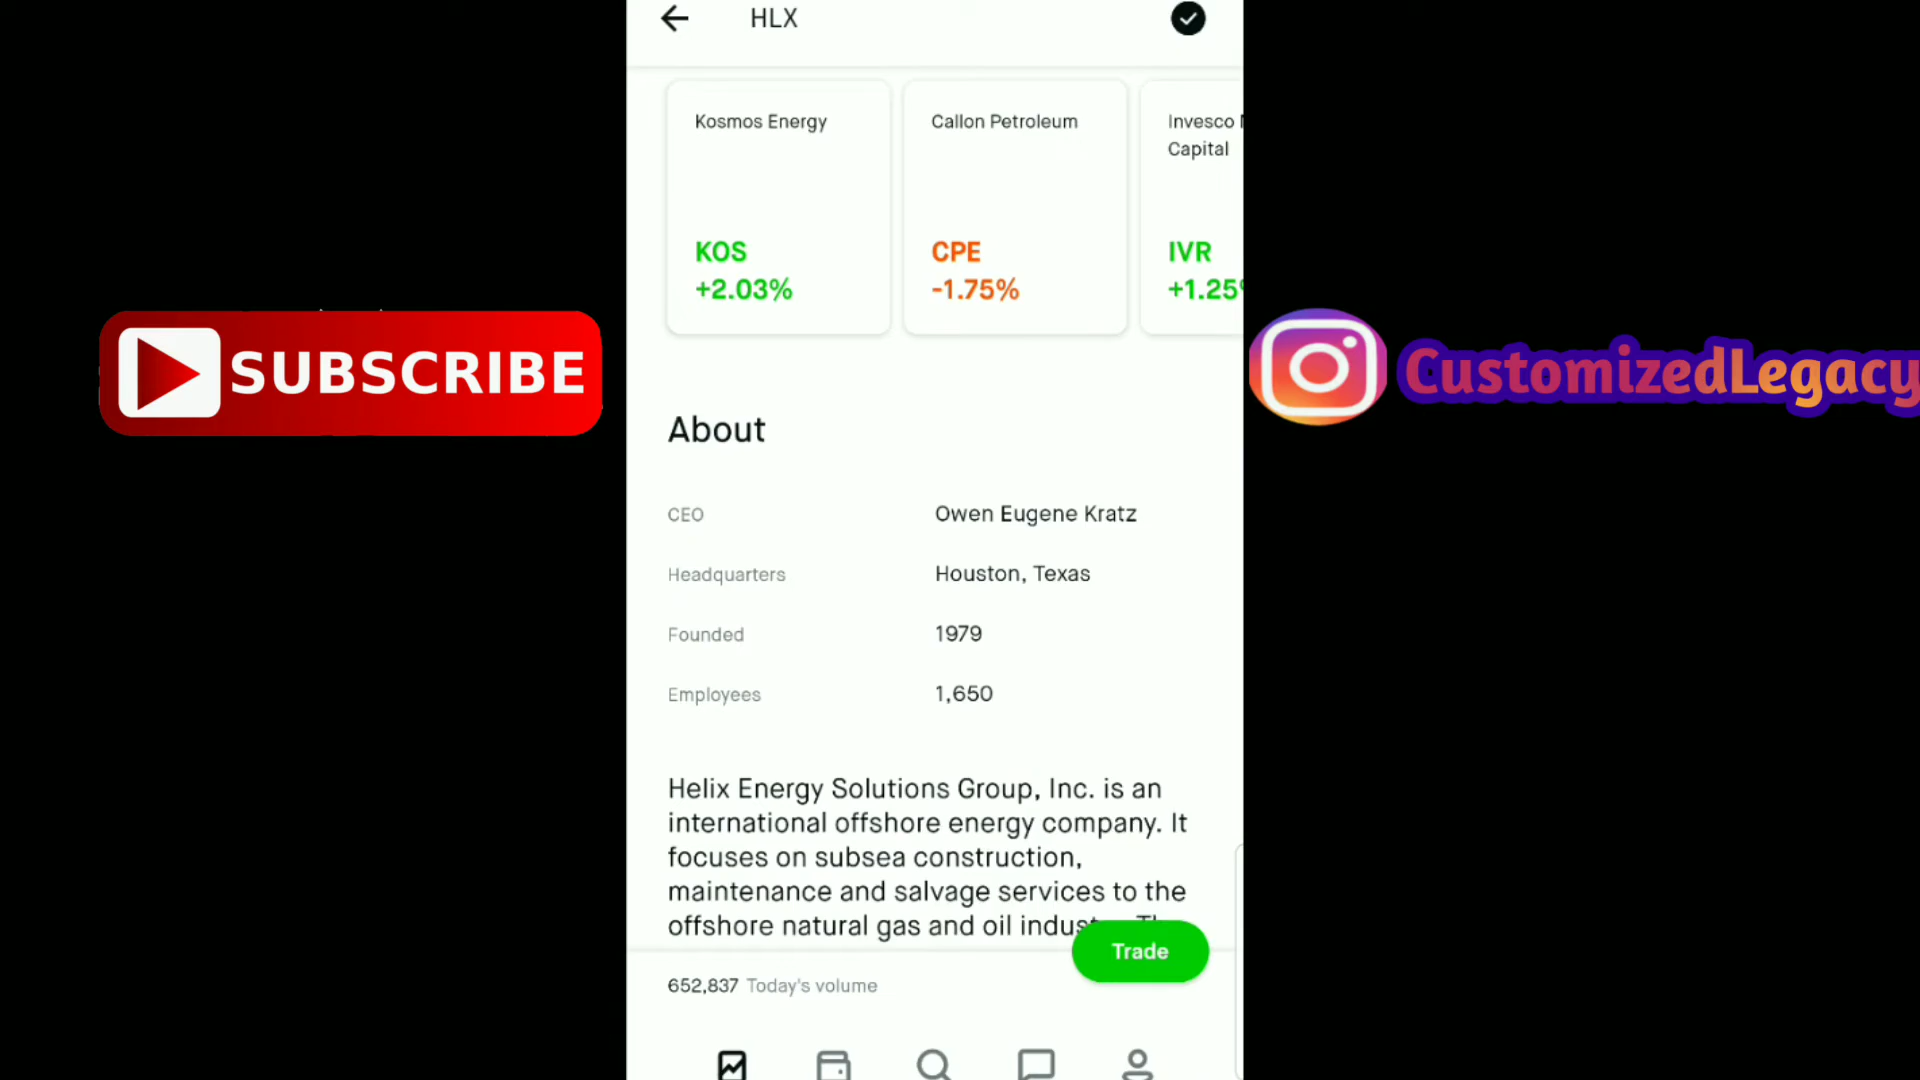 HLX
Kosmos Energy
Callon Petroleum
Invesco
Capital
KOS
CPE
IVR
+2.03%
-1.75%
+1.25
SUBSCRIBE
CustomizedLegacy
About
CEO
Owen Eugene Kratz
Headquarters
Houston, Texas
Founded
1979
Employees
1,650
Helix Energy Solutions Group, Inc. is an
international offshore energy company. It
focuses on subsea construction,
maintenance and salvage services to the
offshore natural gas and oil
Trade
652,837 Today's volume